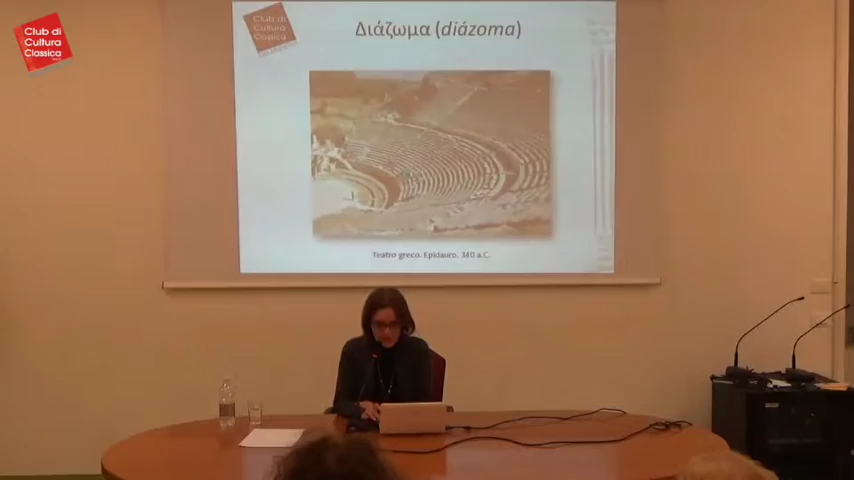 Club di
Cultura
Classica
Club di
Cultura
Classica
Διάζωμα (diázoma)
Teatro greco. Epidauro. 340 a.C.